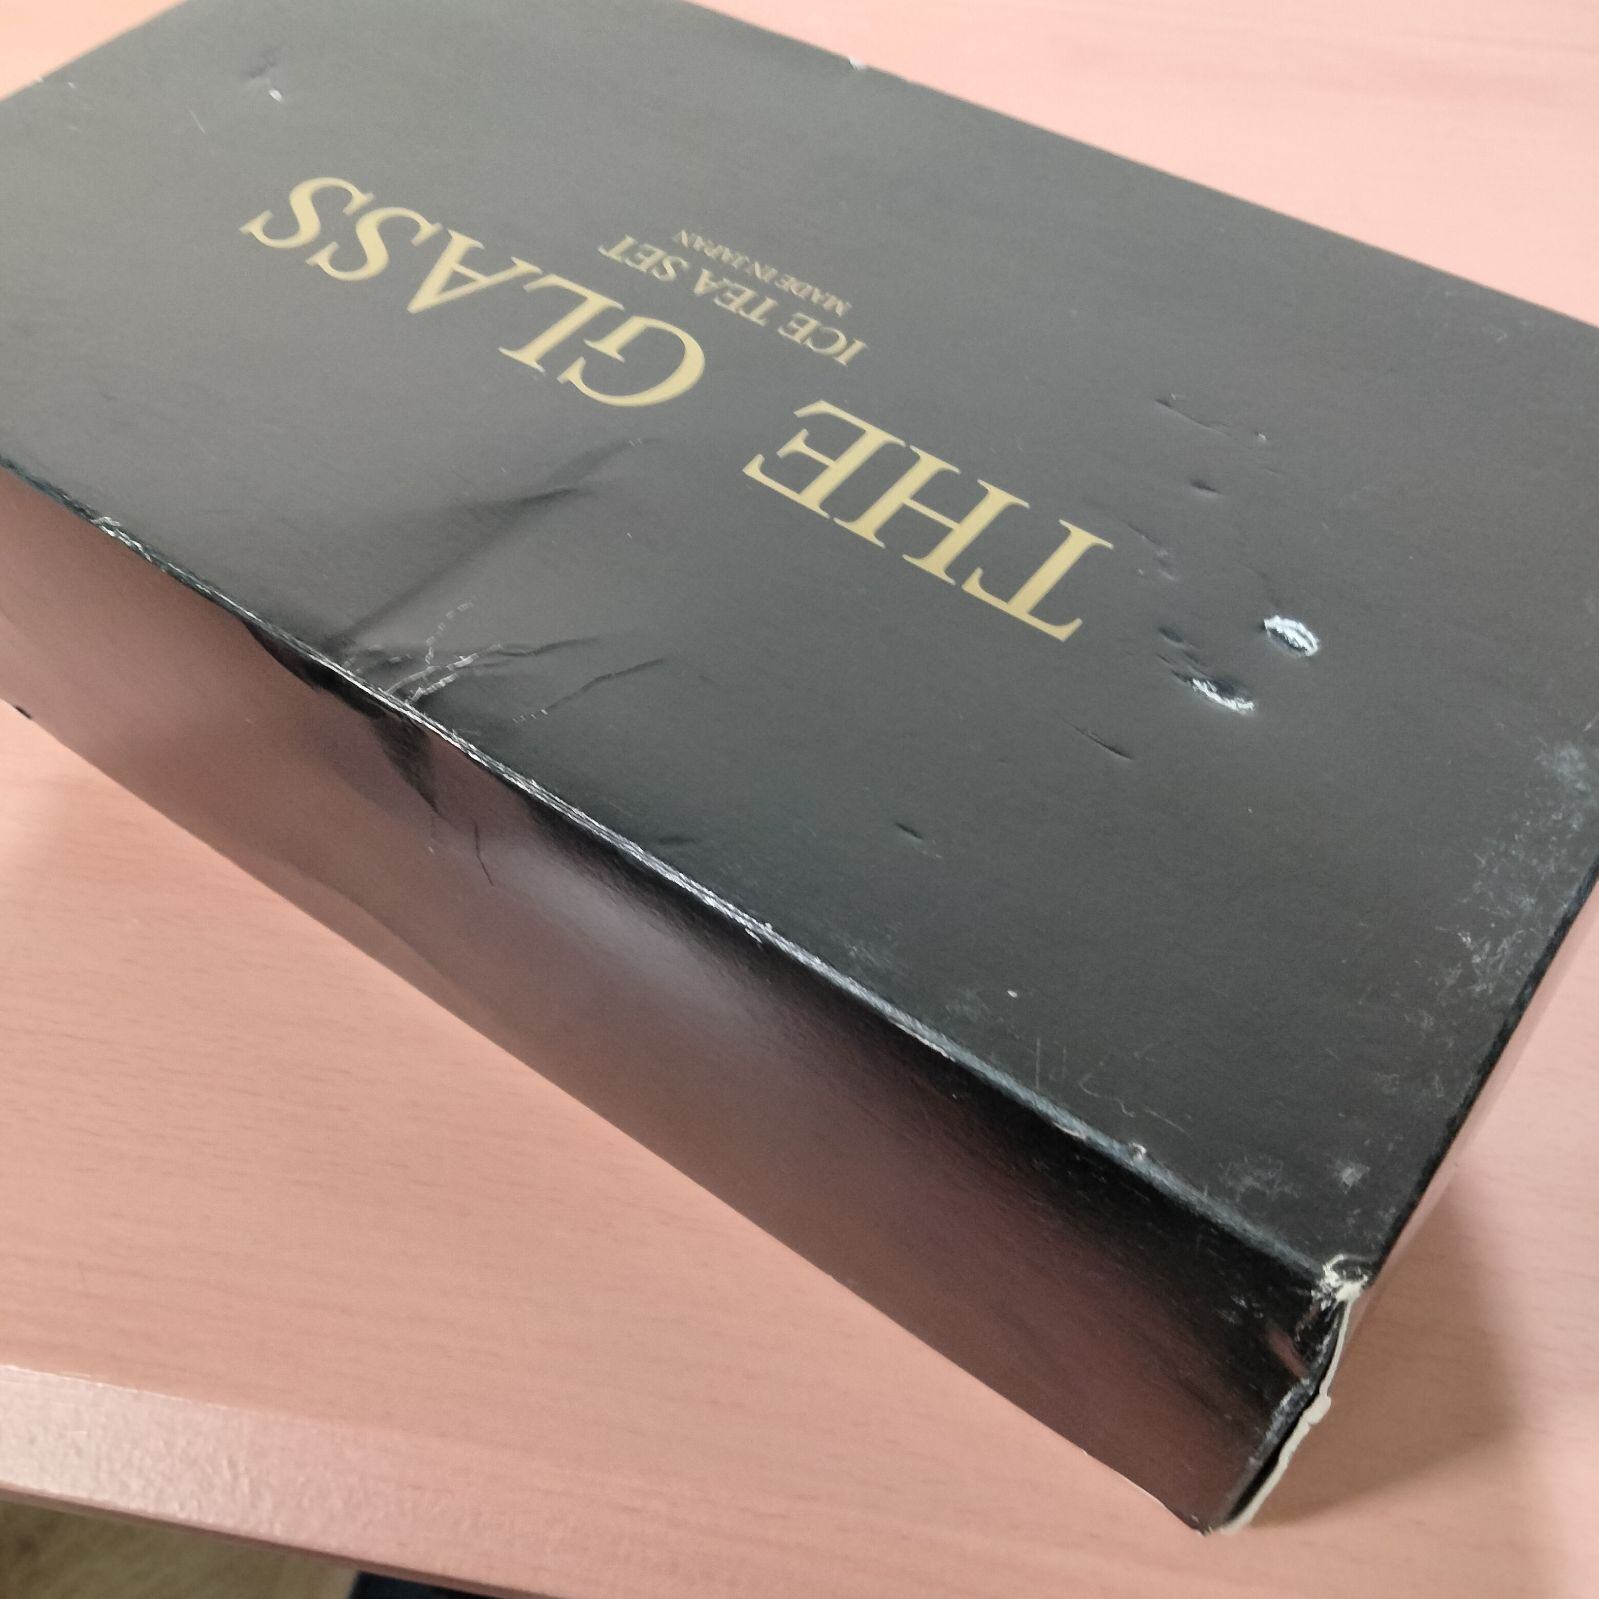 THE GLASS
ICE TEA SET
MADE IN JAPAN